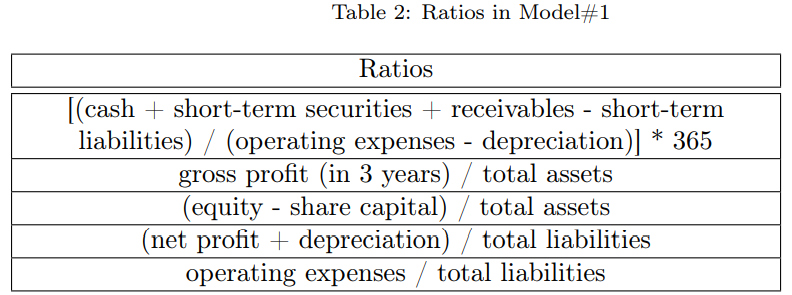 Table 2: Ratios in Model#1
Ratios
[(cash + short-term securities + receivables - short-term
liabilities) / (operating expenses - depreciation)] * 365
gross profit (in 3 years) / total assets
(equity - share capital) / total assets
(net profit + depreciation) / total liabilities
operating expenses / total liabilities